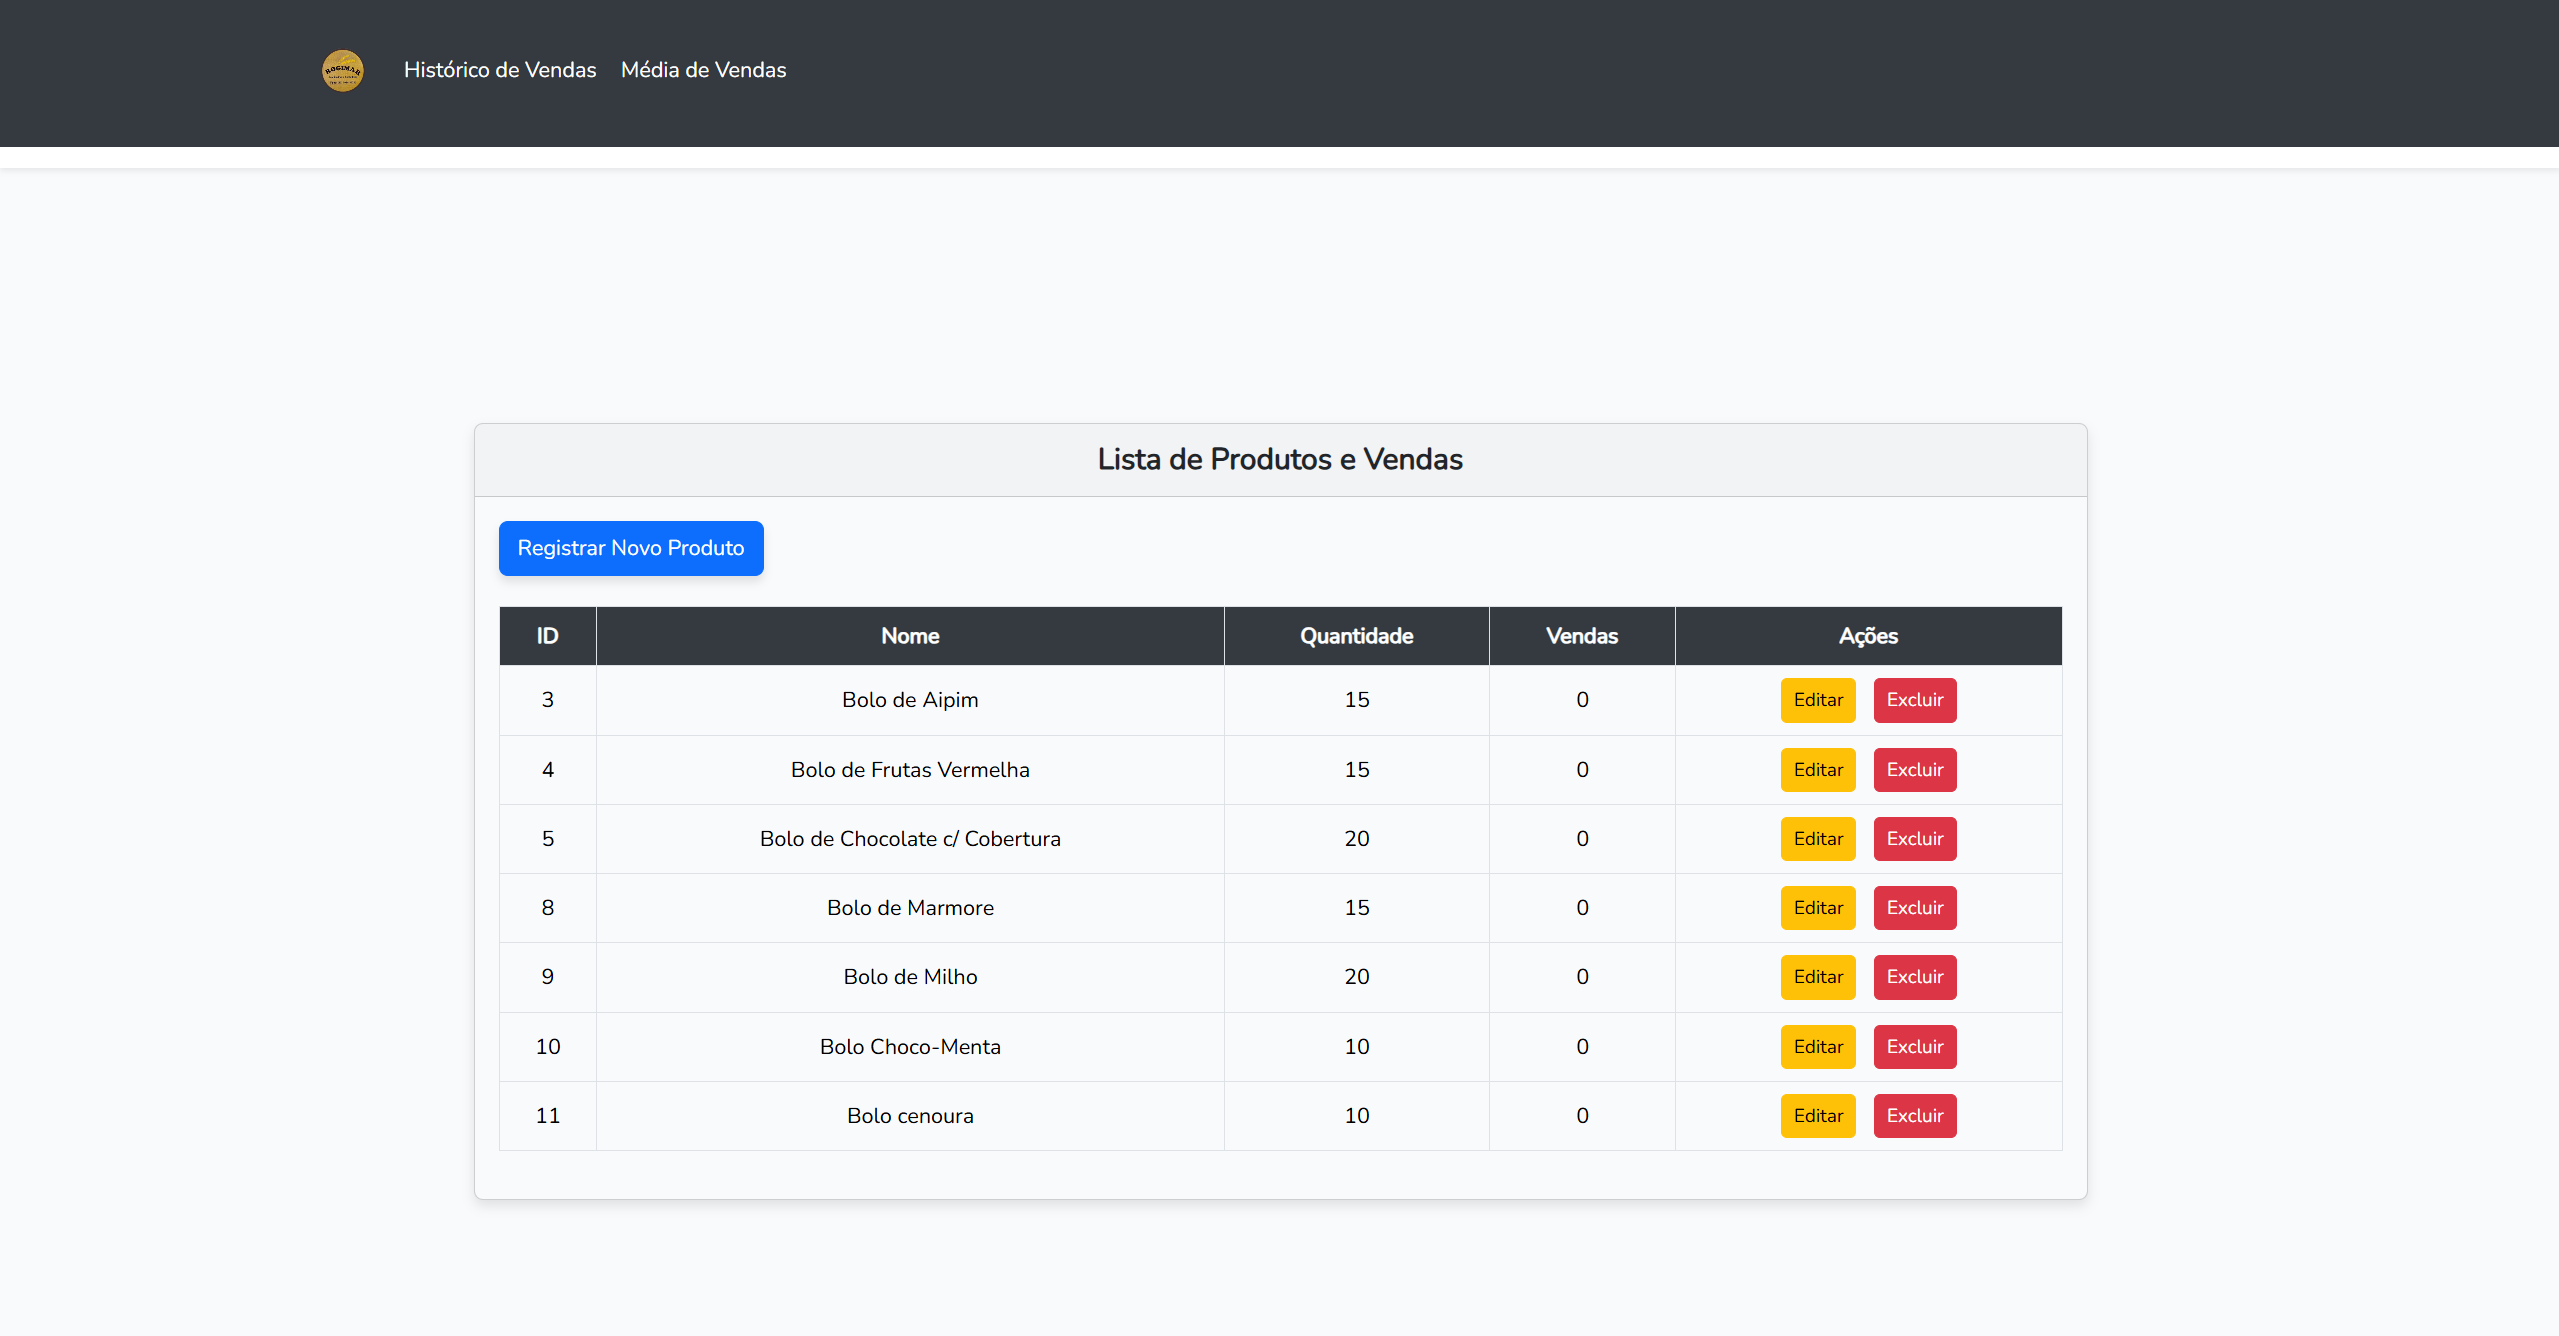 ROGIMAR
Histórico de Vendas Média de Vendas
Lista de Produtos e Vendas
Registrar Novo Produto
ID Nome Quantidade Vendas Ações
3 Bolo de Aipim 15 0 Editar Excluir
4 Bolo de Frutas Vermelha 15 0 Editar Excluir
5 Bolo de Chocolate c/ Cobertura 20 0 Editar Excluir
8 Bolo de Marmore 15 0 Editar Excluir
9 Bolo de Milho 20 0 Editar Excluir
10 Bolo Choco-Menta 10 0 Editar Excluir
11 Bolo cenoura 10 0 Editar Excluir